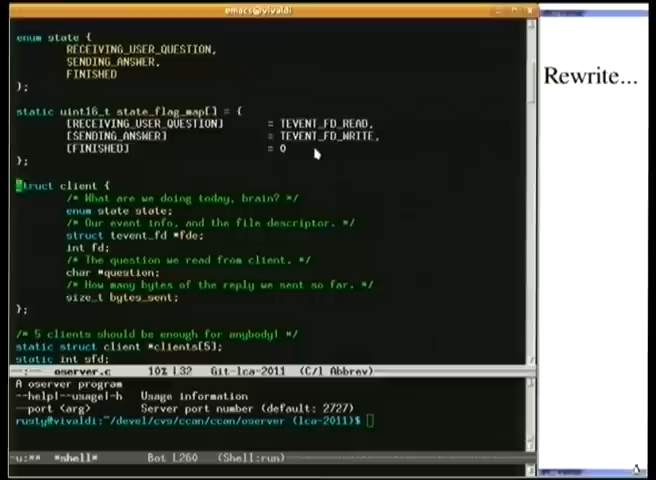 emacs@vivaldi
enum state {
RECEIVING_USER_QUESTION,
SENDING_ANSWER,
FINISHED
};
static uint16_t state_flag_map[] = {
[RECEIVING_USER_QUESTION] = TEVENT_FD_READ,
[SENDING_ANSWER] = TEVENT_FD_WRITE,
[FINISHED] = 0
};
struct client {
/* What are we doing today, brain? */
enum state state;
/* Our event info, and the file descriptor. */
struct tevent_fd *fde;
int fd;
/* The question we read from client. */
char *question;
/* How many bytes of the reply we sent so far. */
size_t bytes_sent;
};
/* 5 clients should be enough for anybody! */
static struct client *clients[5];
static int sfd;
-:--- oserver.c 10% L32 Git-lca-2011 (C/l Abbrev)
A oserver program
--help|--usage|-h Usage information
--port <arg> Server port number (default: 2727)
rusty@vivaldi:~/devel/cvs/ccan/ccan/oserver (lca-2011)$
u:** *shell* Bot L260 (Shell:run)
Rewrite...